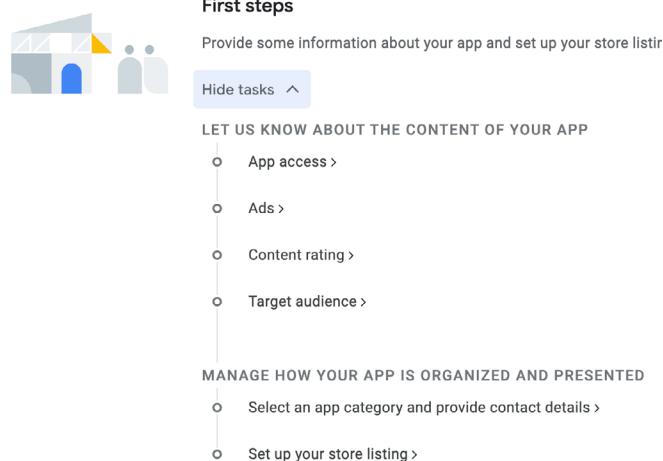 First steps
Provide some information about your app and set up your store
Hide tasks
LET US KNOW ABOUT THE CONTENT OF YOUR APP
App access >
Ads >
Content rating >
Target audience >
MANAGE HOW YOUR APP IS ORGANIZED AND PRESENTED
Select an app category and provide contact details >
Set up your store listing >